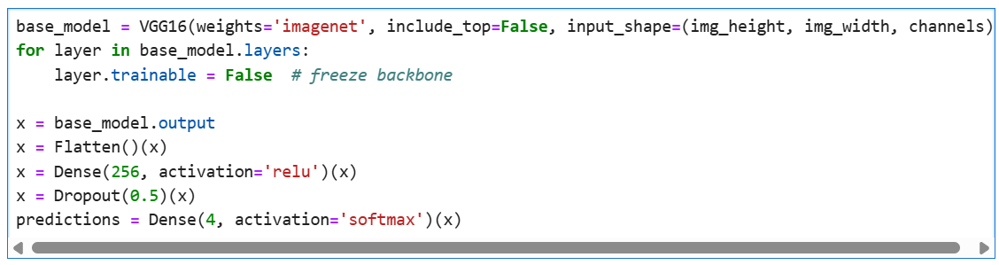 base_model = VGG16(weights='imagenet', include_top=False, input_shape=(img_height, img_width, channels)
for layer in base_model.layers:
    layer.trainable = False  # freeze backbone

x = base_model.output
x = Flatten()(x)
x = Dense(256, activation='relu')(x)
x = Dropout(0.5)(x)
predictions = Dense(4, activation='softmax')(x)